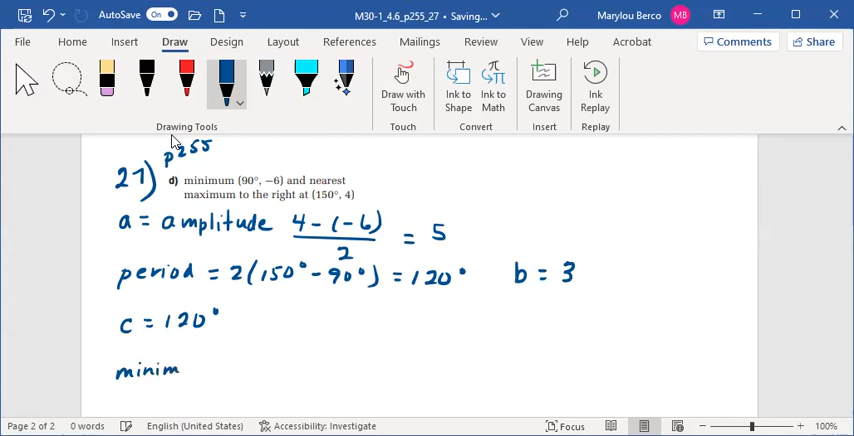 AutoSave On M30-1_4.6_p255_27 • Saving... Marylou Berco MB
File Home Insert Draw Design Layout References Mailings Review View Help Acrobat Comments Share
Draw with Touch Ink to Shape Ink to Math Drawing Canvas Ink Replay
Drawing Tools Touch Convert Insert Replay
p255
27) d) minimum (90°, −6) and nearest
maximum to the right at (150°, 4)
a = amplitude 4 - (-6) / 2 = 5
period = 2(150° - 90°) = 120° b = 3
c = 120°
minim
Page 2 of 2 0 words English (United States) Accessibility: Investigate Focus 100%